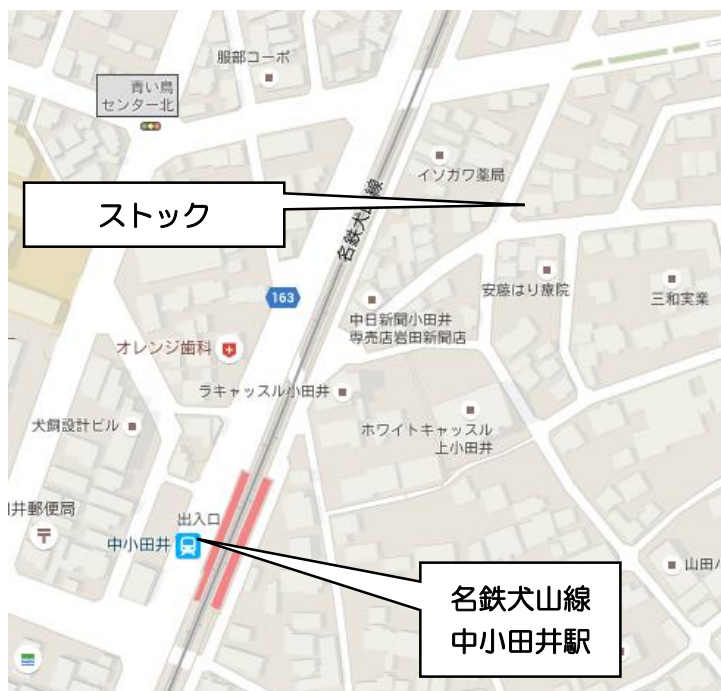 服部コーポ
青い鳥
センター北
イソガワ薬局
ストック
名鉄犬山線
安藤はり療院
三和実業
163
中日新聞小田井
専売店岩田新聞店
オレンジ歯科
ラキャッスル小田井
犬飼設計ビル
ホワイトキャッスル
上小田井
井郵便局
出入口
中小田井
山田
名鉄犬山線
中小田井駅